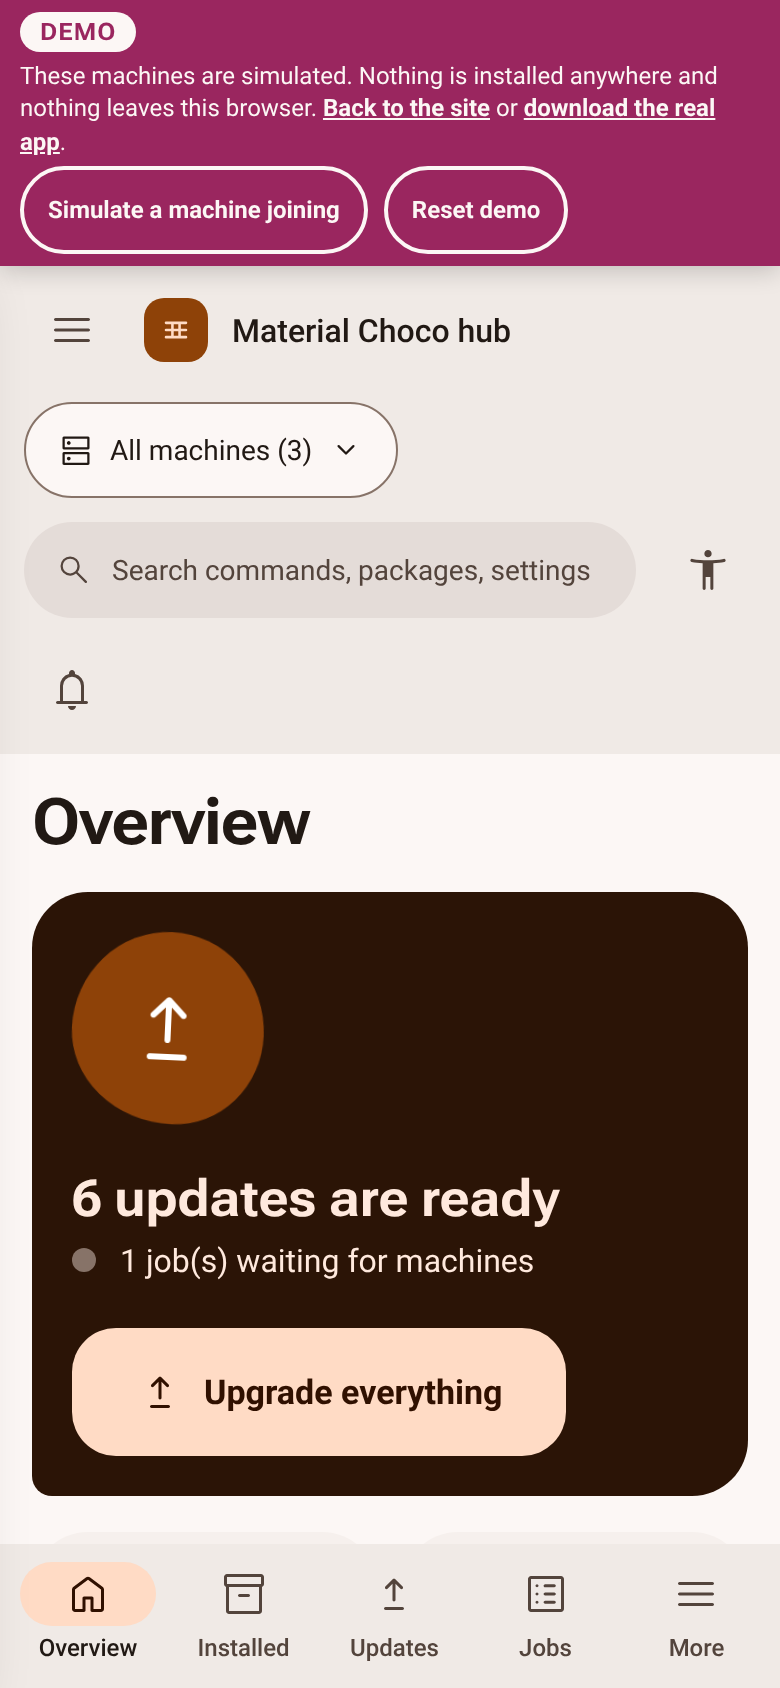 DEMO
These machines are simulated. Nothing is installed anywhere and
nothing leaves this browser. Back to the site or download the real
app.
Simulate a machine joining
Reset demo
Material Choco hub
All machines (3)
Search commands, packages, settings
Overview
6 updates are ready
1 job(s) waiting for machines
Upgrade everything
Overview
Installed
Updates
Jobs
More